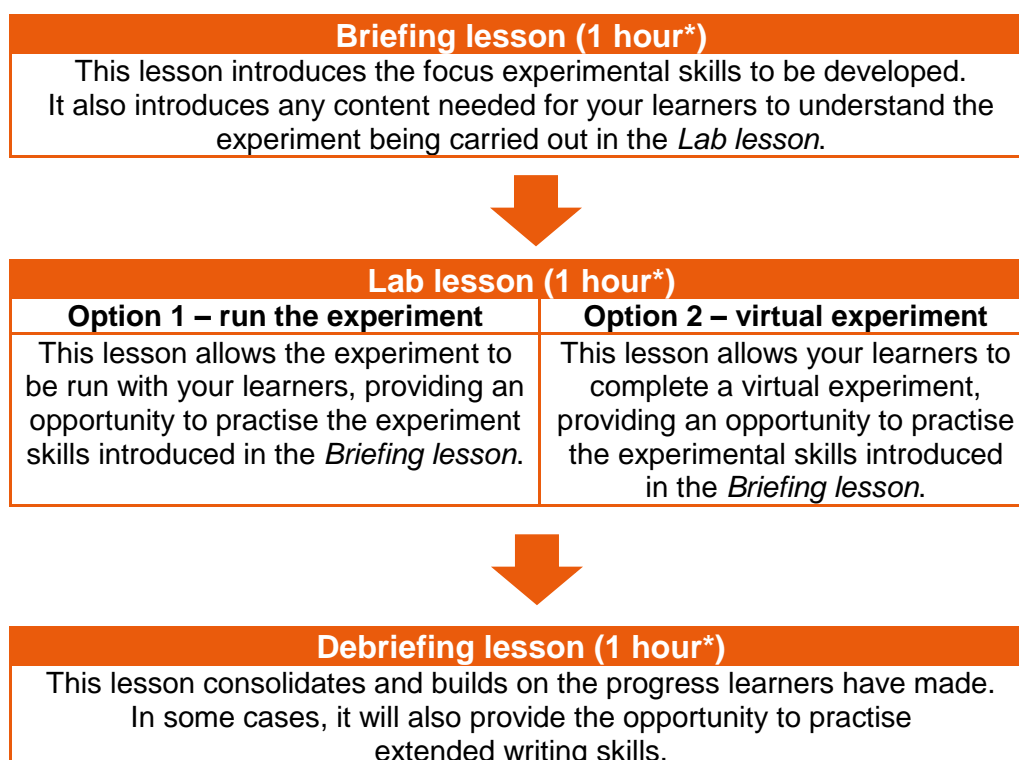 Briefing lesson (1 hour*)
This lesson introduces the focus experimental skills to be developed.
It also introduces any content needed for your learners to understand the
experiment being carried out in the Lab lesson.
Lab lesson (1 hour*)
Option 1 – run the experiment
This lesson allows the experiment to
be run with your learners, providing an
opportunity to practise the experiment
skills introduced in the Briefing lesson.
Option 2 – virtual experiment
This lesson allows your learners to
complete a virtual experiment,
providing an opportunity to practise
the experimental skills introduced
in the Briefing lesson.
Debriefing lesson (1 hour*)
This lesson consolidates and builds on the progress learners have made.
In some cases, it will also provide the opportunity to practise
extended writing skills.